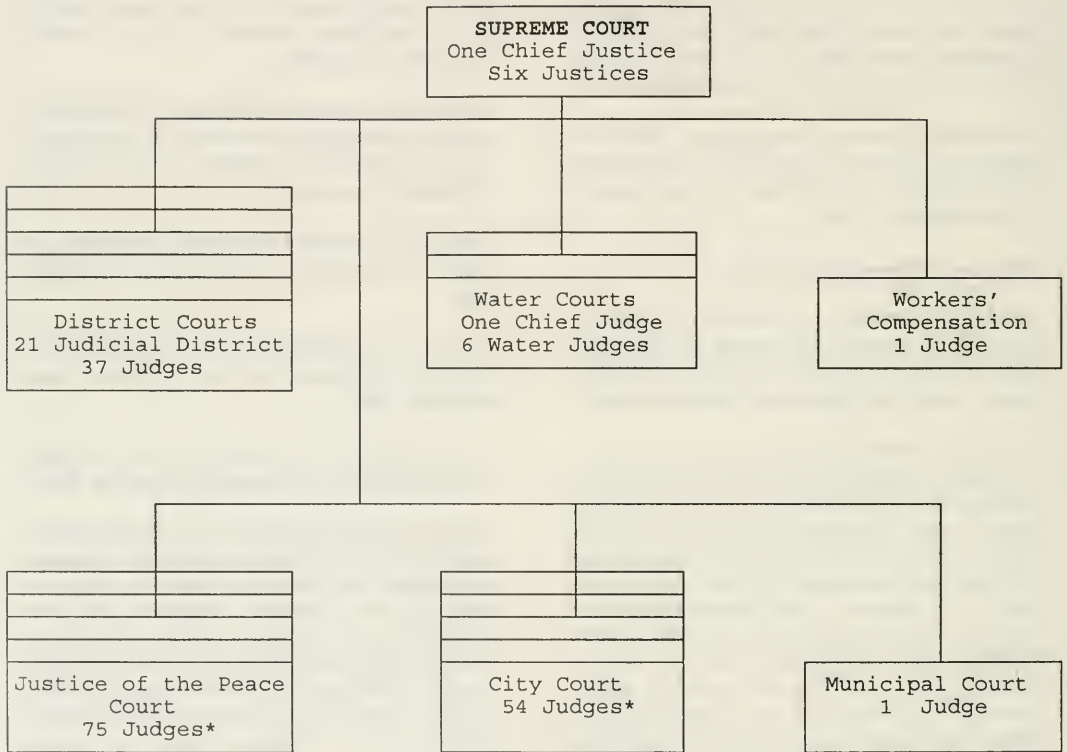 SUPREME COURT
One Chief Justice
Six Justices
District Courts
21 Judicial District
37 Judges
Water Courts
One Chief Judge
6 Water Judges
Workers'
Compensation
1 Judge
Justice of the Peace
Court
75 Judges*
City Court
54 Judges*
Municipal Court
1 Judge